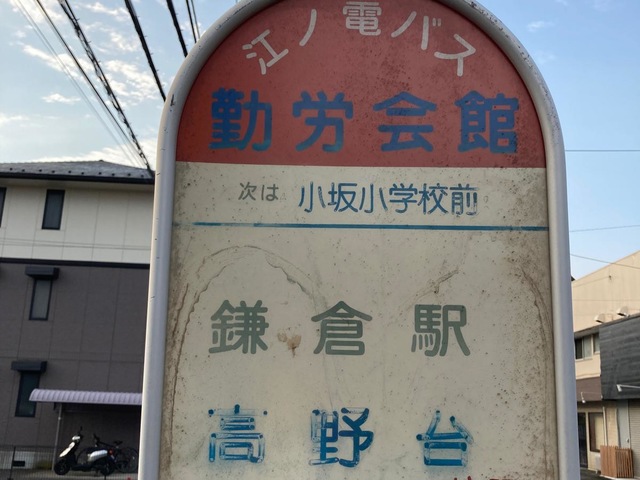 江ノ電バス
勤労会館
次は 小坂小学校前
鎌倉駅
高野台